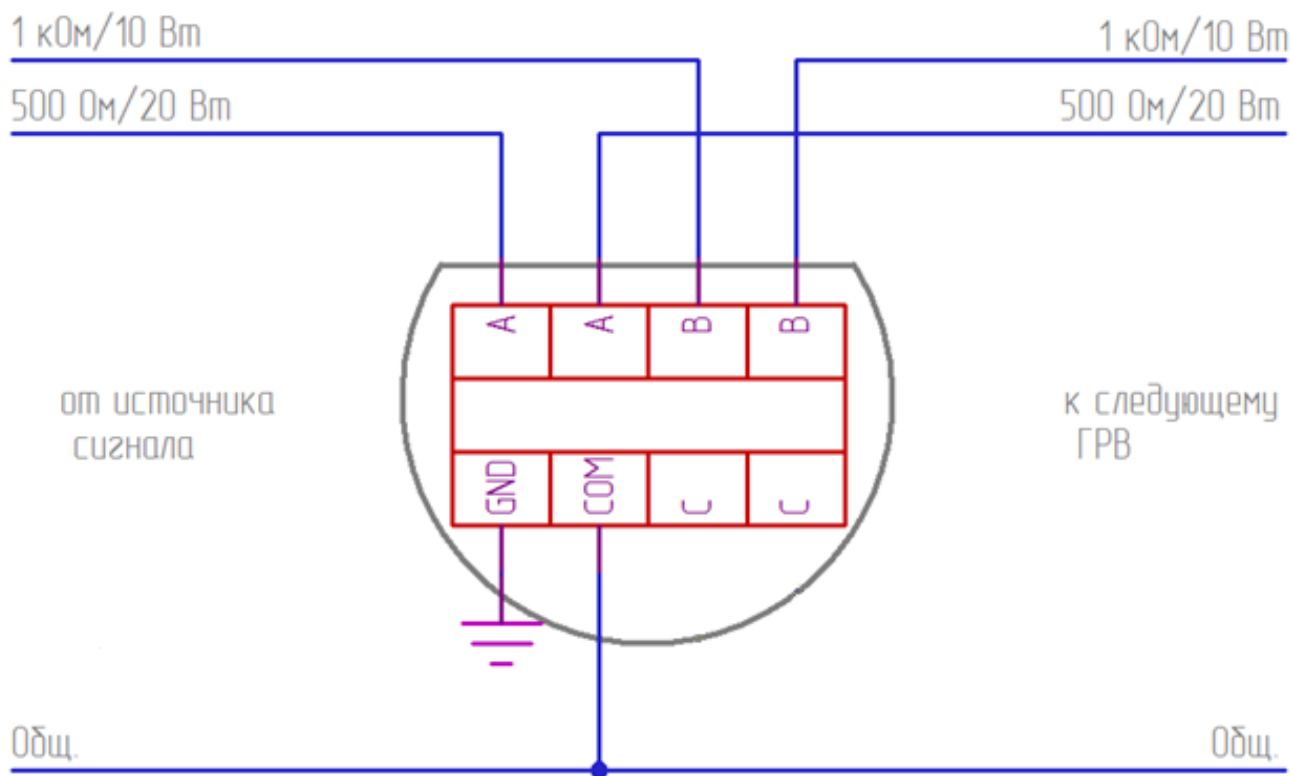 1 кОм/10 Вт
1 кОм/10 Вт
500 Ом/20 Вт
500 Ом/20 Вт
A
A
B
B
от источника
сигнала
к следующему
ГРВ
GND
COM
C
C
Общ.
Общ.